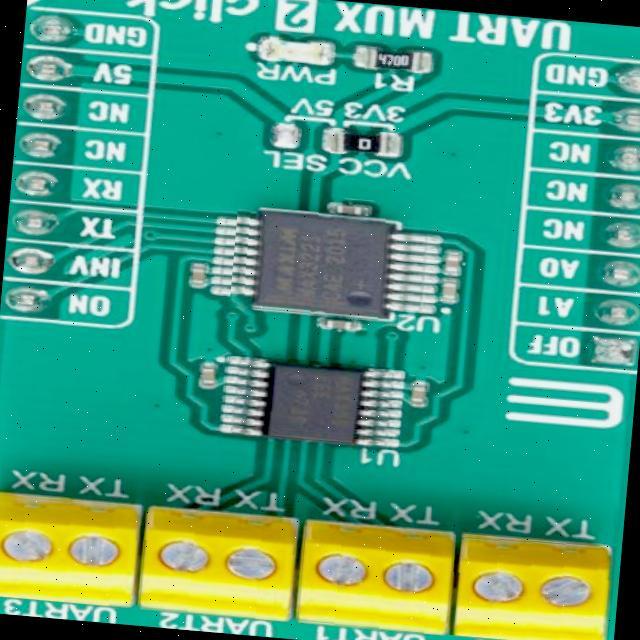 UART MUX 2 click
PWR
R1
3V3 5V
VCC SEL
0
GND
5V
NC
NC
RX
TX
INV
ON
GND
3V3
NC
NC
NC
A0
A1
OFF
MAXIM
U2
U1
TX RX
TX RX
TX RX
TX RX
UART3
UART2
UART1